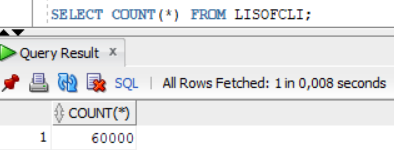 SELECT COUNT(*) FROM LISOFCLI;
Query Result x
SQL | All Rows Fetched: 1 in 0,008 seconds
COUNT(*)
1 60000